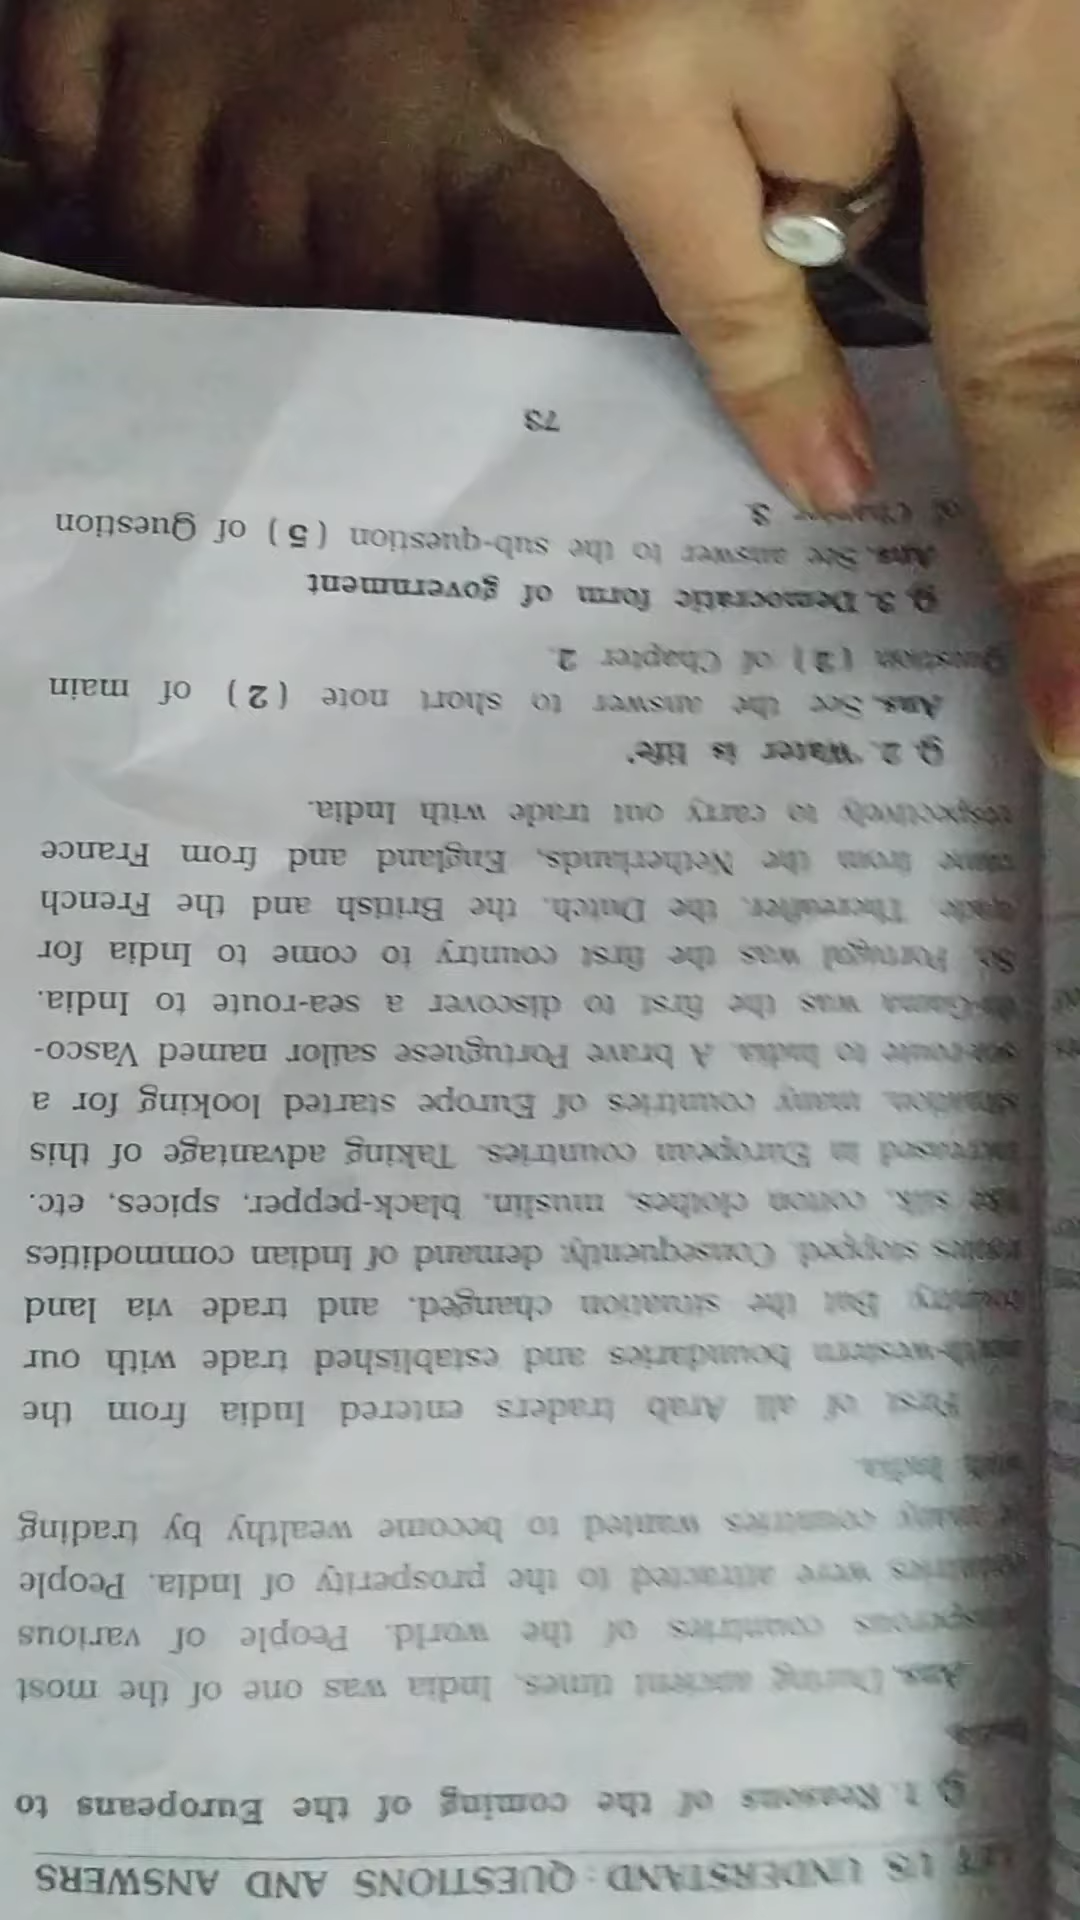 LET US UNDERSTAND : QUESTIONS AND ANSWERS
Q. 1. Reasons of the coming of the Europeans to
Ans. During ancient times, India was one of the most
countries of the world. People of various
countries were attracted to the prosperity of India. People
many countries wanted to become wealthy by trading
with India.
First of all Arab traders entered India from the
north-western boundaries and established trade with our
country. But the situation changed, and trade via land
routes stopped. Consequently, demand of Indian commodities
like silk, cotton clothes, muslin, black-pepper, spices, etc.
increased in European countries. Taking advantage of this
situation, many countries of Europe started looking for a
sea-route to India. A brave Portuguese sailor named Vasco-
da-Gama was the first to discover a sea-route to India.
So, Portugal was the first country to come to India for
trade. Thereafter, the Dutch, the British and the French
came from the Netherlands, England and from France
respectively to carry out trade with India.
Q. 2. 'Water is life'.
Ans. See the answer to short note (2) of main
Question (2) of Chapter 2.
Q. 3. Democratic form of government
Ans. See answer to the sub-question (5) of Question
of Chapter 3.
73